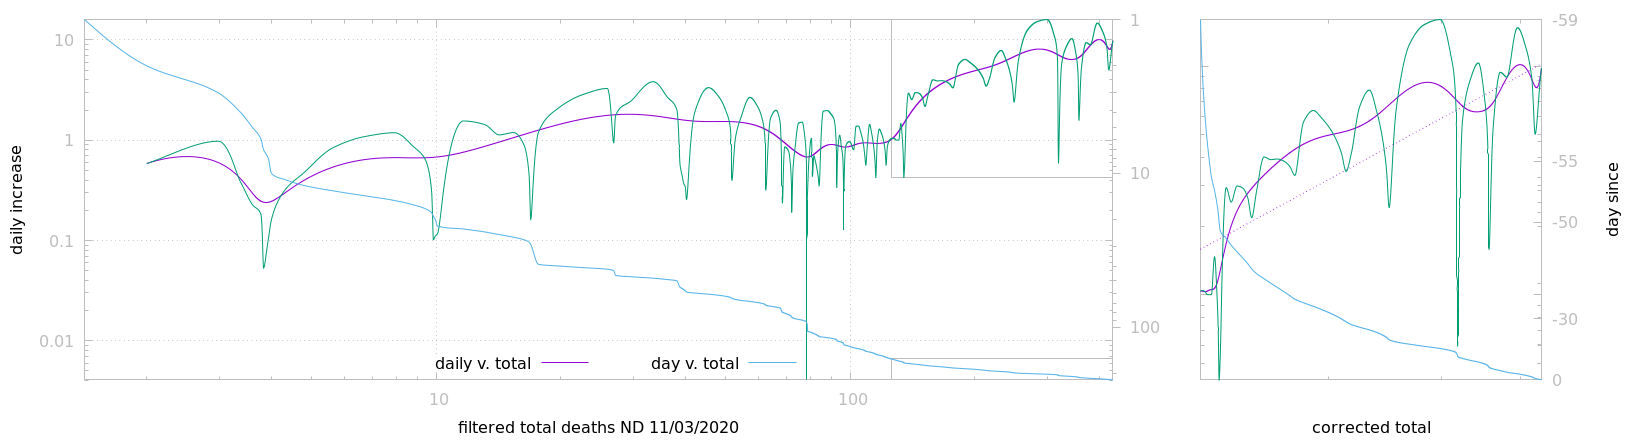 10
1
0.1
0.01
daily increase
10
100
filtered total deaths ND 11/03/2020
daily v. total
day v. total
1
10
100
-59
-55
-50
-30
0
day since
corrected total